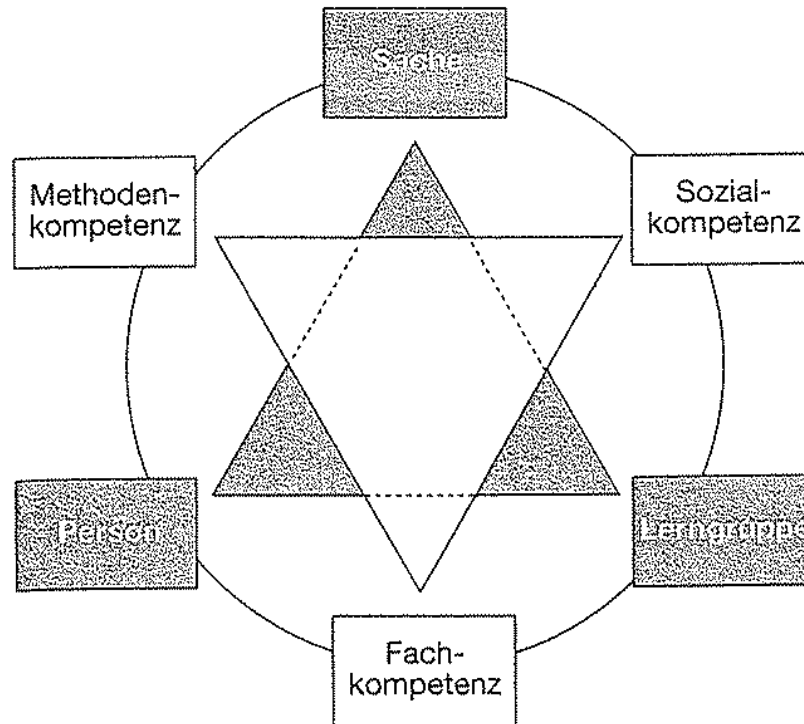 Sache
Methoden-
kompetenz
Sozial-
kompetenz
Person
Lerngruppe
Fach-
kompetenz